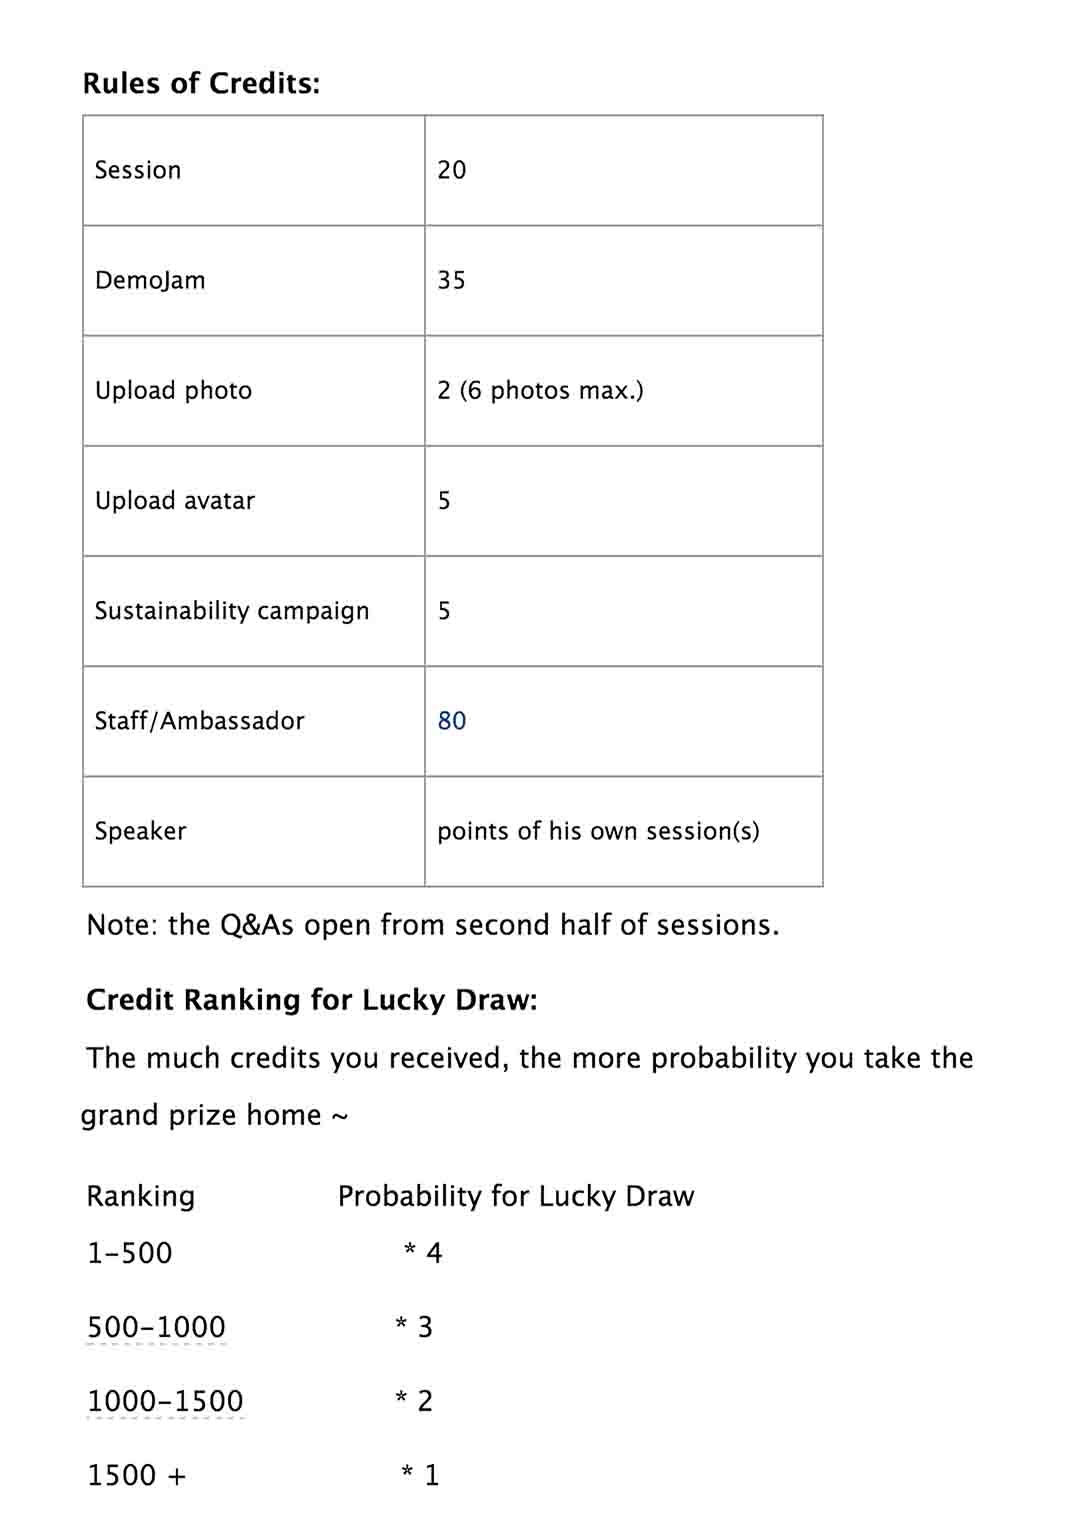 Rules of Credits:
Session 20
DemoJam 35
Upload photo 2 (6 photos max.)
Upload avatar 5
Sustainability campaign 5
Staff/Ambassador 80
Speaker points of his own session(s)
Note: the Q&As open from second half of sessions.
Credit Ranking for Lucky Draw:
The much credits you received, the more probability you take the
grand prize home ~
Ranking Probability for Lucky Draw
1-500 * 4
500-1000 * 3
1000-1500 * 2
1500 + * 1